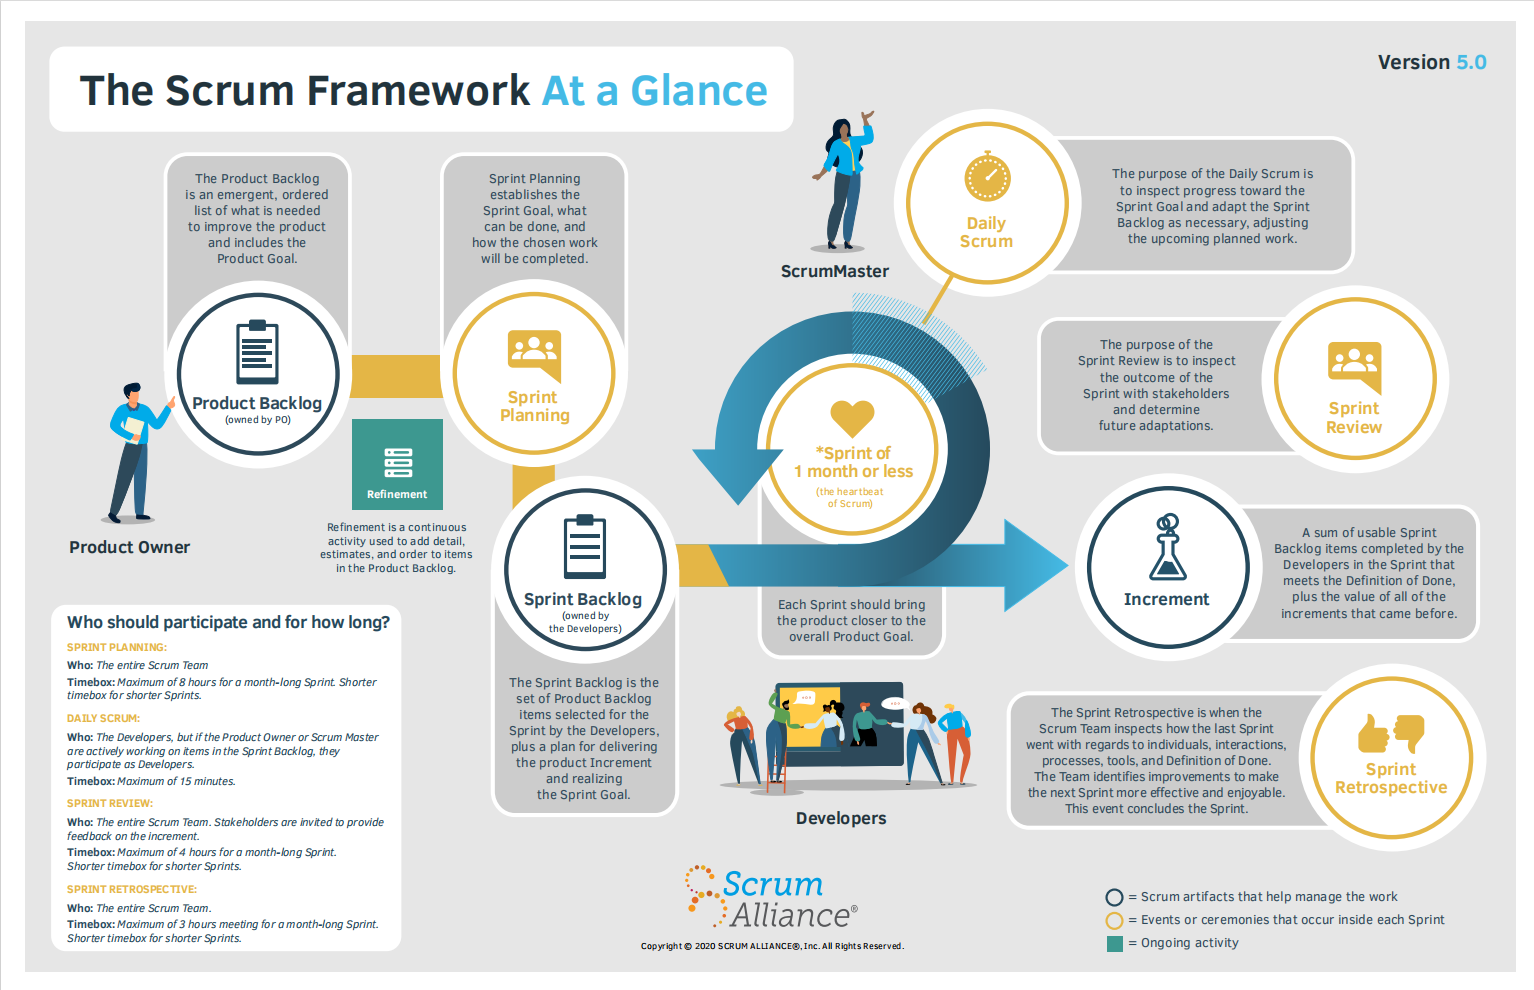 The Scrum Framework At a Glance
Version 5.0
The Product Backlog
is an emergent, ordered
list of what is needed
to improve the product
and includes the
Product Goal.
Product Backlog
(owned by PO)
Product Owner
Sprint Planning
establishes the
Sprint Goal, what
can be done, and
how the chosen work
will be completed.
Sprint
Planning
Refinement
Refinement is a continuous
activity used to add detail,
estimates, and order to items
in the Product Backlog.
Sprint Backlog
(owned by
the Developers)
The Sprint Backlog is the
set of Product Backlog
items selected for the
Sprint by the Developers,
plus a plan for delivering
the product Increment
and realizing
the Sprint Goal.
ScrumMaster
Daily
Scrum
The purpose of the Daily Scrum is
to inspect progress toward the
Sprint Goal and adapt the Sprint
Backlog as necessary, adjusting
the upcoming planned work.
*Sprint of
1 month or less
(the heartbeat
of Scrum)
Each Sprint should bring
the product closer to the
overall Product Goal.
Developers
The purpose of the
Sprint Review is to inspect
the outcome of the
Sprint with stakeholders
and determine
future adaptations.
Sprint
Review
Increment
A sum of usable Sprint
Backlog items completed by the
Developers in the Sprint that
meets the Definition of Done,
plus the value of all of the
increments that came before.
The Sprint Retrospective is when the
Scrum Team inspects how the last Sprint
went with regards to individuals, interactions,
processes, tools, and Definition of Done.
The Team identifies improvements to make
the next Sprint more effective and enjoyable.
This event concludes the Sprint.
Sprint
Retrospective
Who should participate and for how long?
SPRINT PLANNING:
Who: The entire Scrum Team
Timebox: Maximum of 8 hours for a month-long Sprint. Shorter
timebox for shorter Sprints.
DAILY SCRUM:
Who: The Developers, but if the Product Owner or Scrum Master
are actively working on items in the Sprint Backlog, they
participate as Developers.
Timebox: Maximum of 15 minutes.
SPRINT REVIEW:
Who: The entire Scrum Team. Stakeholders are invited to provide
feedback on the increment.
Timebox: Maximum of 4 hours for a month-long Sprint.
Shorter timebox for shorter Sprints.
SPRINT RETROSPECTIVE:
Who: The entire Scrum Team.
Timebox: Maximum of 3 hours meeting for a month-long Sprint.
Shorter timebox for shorter Sprints.
Scrum
Alliance®
Copyright © 2020 SCRUM ALLIANCE®, Inc. All Rights Reserved.
= Scrum artifacts that help manage the work
= Events or ceremonies that occur inside each Sprint
= Ongoing activity